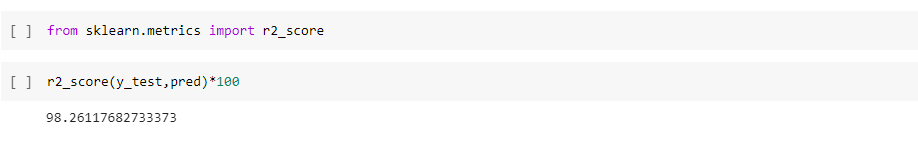 [ ] from sklearn.metrics import r2_score
[ ] r2_score(y_test,pred)*100
98.26117682733373